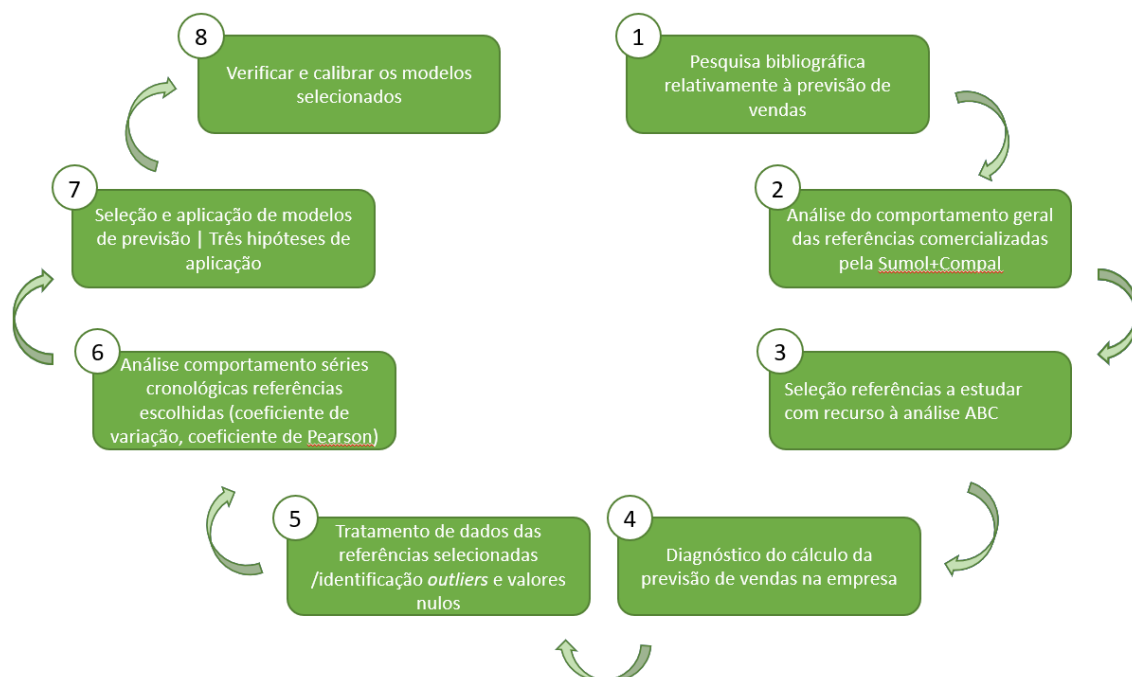 1
Pesquisa bibliográfica
relativamente à previsão de
vendas
2
Análise do comportamento geral
das referências comercializadas
pela Sumol+Compal
3
Seleção referências a estudar
com recurso à análise ABC
4
Diagnóstico do cálculo da
previsão de vendas na empresa
5
Tratamento de dados das
referências selecionadas
/identificação outliers e valores
nulos
6
Análise comportamento séries
cronológicas referências
escolhidas (coeficiente de
variação, coeficiente de Pearson)
7
Seleção e aplicação de modelos
de previsão | Três hipóteses de
aplicação
8
Verificar e calibrar os modelos
selecionados